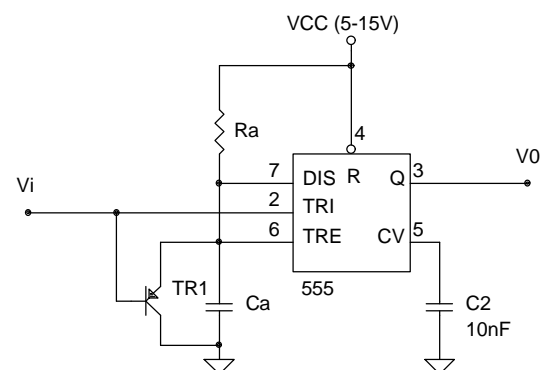 VCC (5-15V)
Ra
4
7 DIS R Q 3 V0
Vi
2 TRI
6 TRE CV 5
TR1 Ca 555 C2
10nF